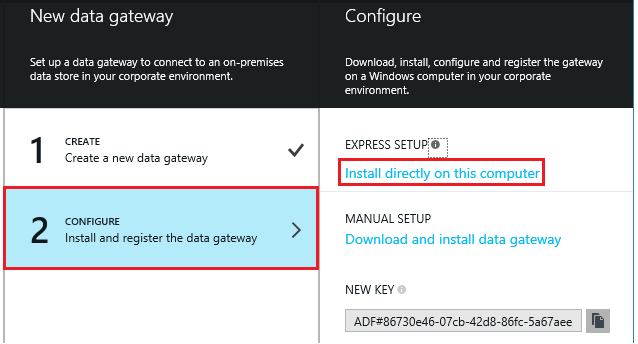 New data gateway
Set up a data gateway to connect to an on-premises
data store in your corporate environment.
1
CREATE
Create a new data gateway
2
CONFIGURE
Install and register the data gateway
Configure
Download, install, configure and register the gateway
on a Windows computer in your corporate
environment.
EXPRESS SETUP
Install directly on this computer
MANUAL SETUP
Download and install data gateway
NEW KEY
ADF#86730e46-07cb-42d8-86fc-5a67aee